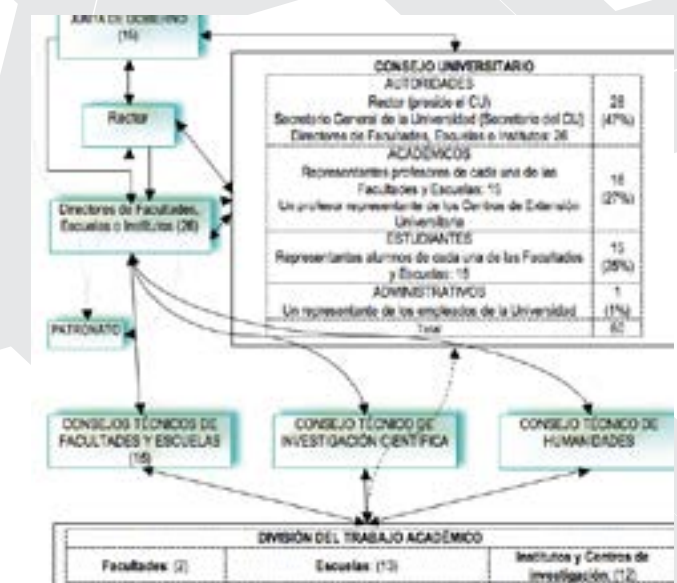 JUNTA DE GOBIERNO
(15)
CONSEJO UNIVERSITARIO
AUTORIDADES
Rector (preside el CU)
Secretario General de la Universidad (Secretario del CU)
Directores de Facultades, Escuelas o Institutos: 26
28
(47%)
ACADÉMICOS
Representantes profesores de cada una de las
Facultades y Escuelas: 15
Un profesor representante de los Centros de Extensión
Universitaria
16
(27%)
ESTUDIANTES
Representantes alumnos de cada una de las Facultades
y Escuelas: 15
15
(25%)
ADMINISTRATIVOS
Un representante de los empleados de la Universidad
1
(1%)
Total
60
Rector
Directores de Facultades,
Escuelas o Institutos (26)
PATRONATO
CONSEJOS TÉCNICOS DE
FACULTADES Y ESCUELAS
(15)
CONSEJO TÉCNICO DE
INVESTIGACIÓN CIENTÍFICA
CONSEJO TÉCNICO DE
HUMANIDADES
DIVISIÓN DEL TRABAJO ACADÉMICO
Facultades (2)
Escuelas (13)
Institutos y Centros de
investigación. (12)